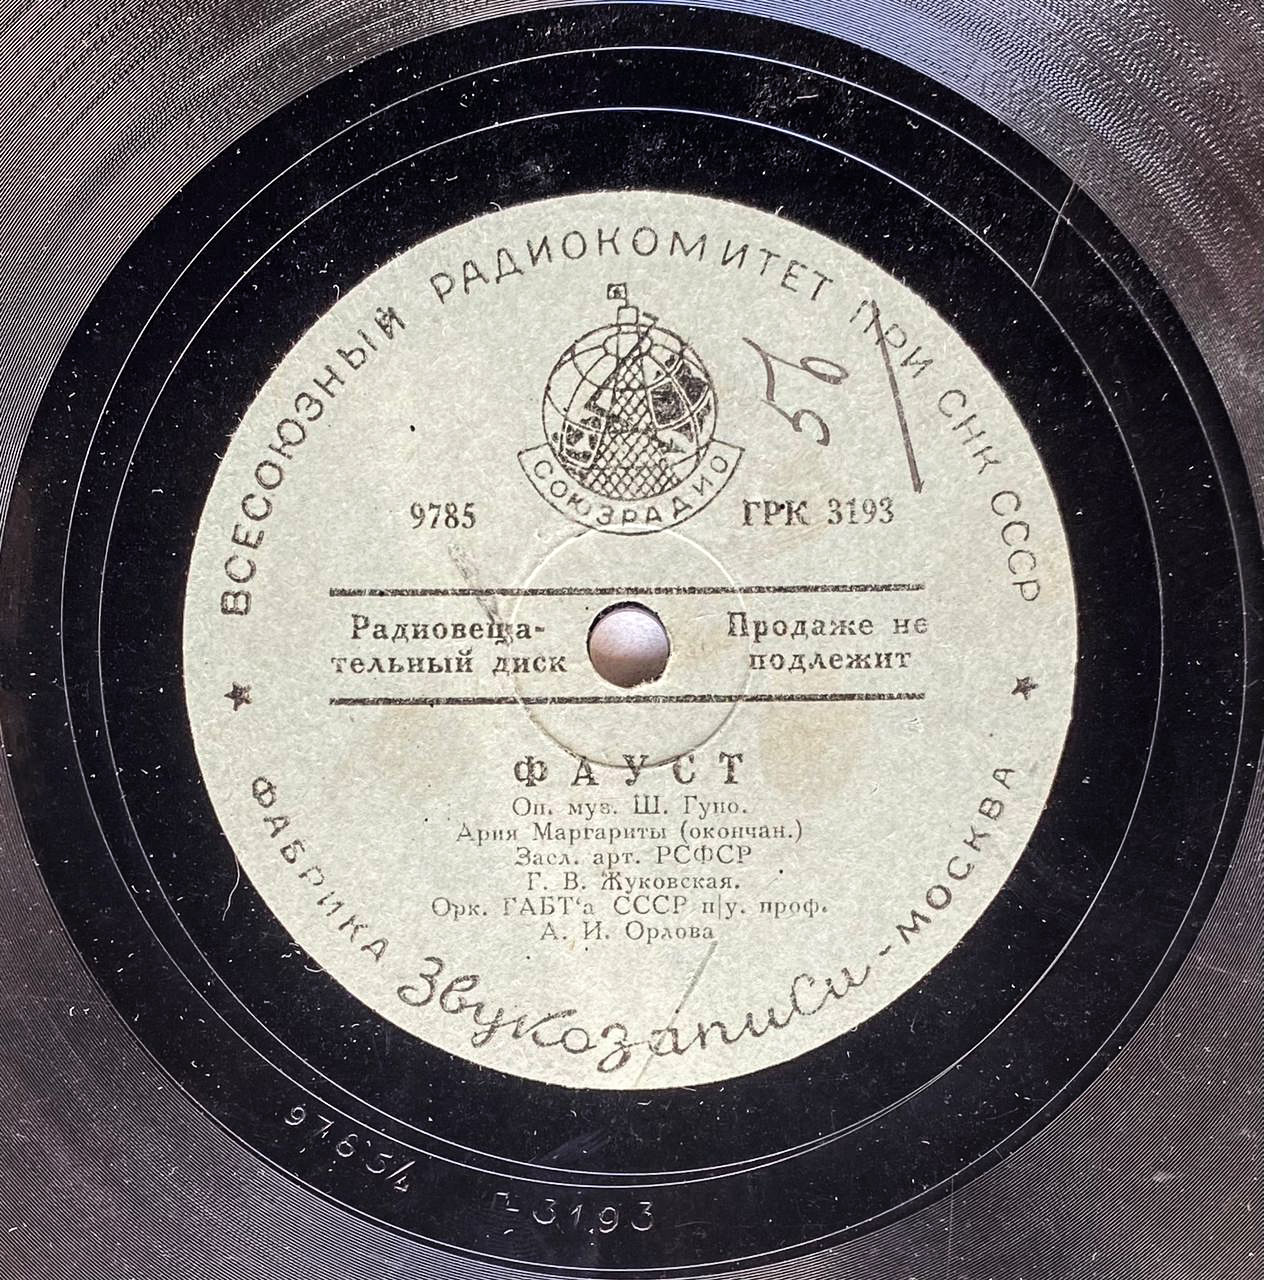 ВСЕСОЮЗНЫЙ РАДИОКОМИТЕТ ПРИ СНК СССР
СОЮЗРАДИО
56
9785 ГРК 3193
Радиовеща- Продаже не
тельный диск подлежит
ФАУСТ
Оп. муз. Ш. Гуно.
Ария Маргариты (окончан.)
Засл. арт. РСФСР
Г. В. Жуковская.
Орк. ГАБТ'а СССР п/у. проф.
А. И. Орлова
ФАБРИКА Звукозаписи-МОСКВА
3193